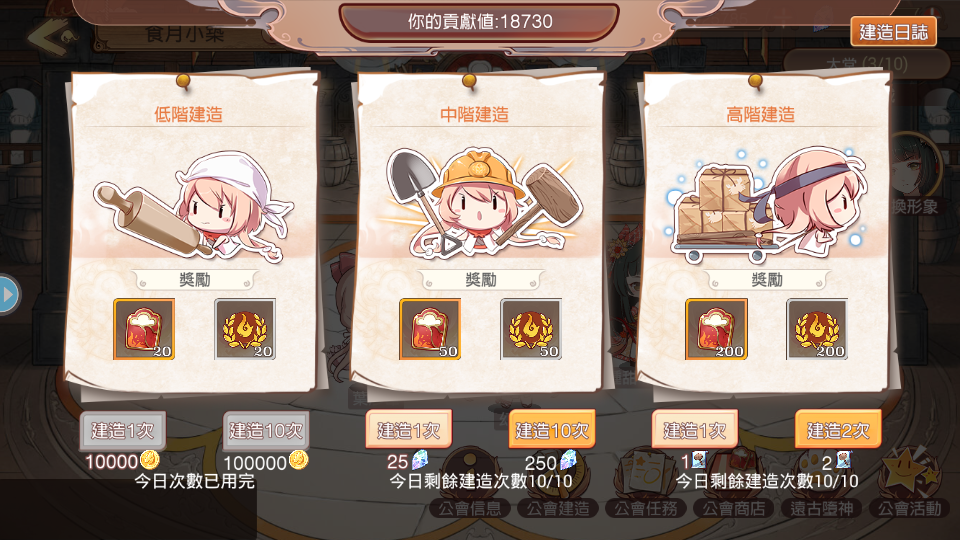 你的貢獻值:18730
建造日誌
食月小築
大堂 (3/10)
低階建造
中階建造
高階建造
換形象
獎勵
獎勵
獎勵
20
20
50
50
200
200
建造1次
建造10次
建造1次
建造10次
建造1次
建造2次
10000
100000
25
250
1
2
今日次數已用完
今日剩餘建造次數10/10
今日剩餘建造次數10/10
公會信息
公會建造
公會任務
公會商店
遠古墮神
公會活動